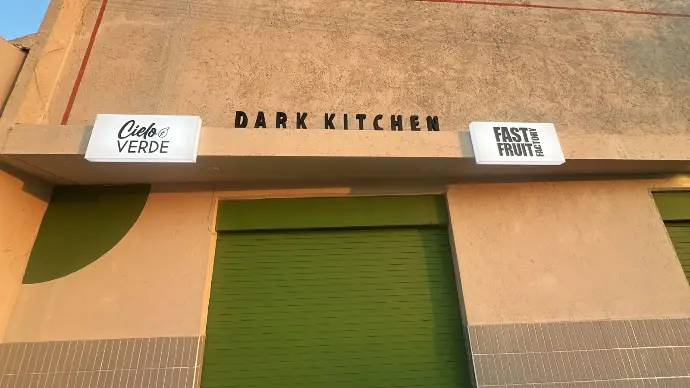 Cielo
VERDE
DARK KITCHEN
FAST
FRUIT
FACTORY